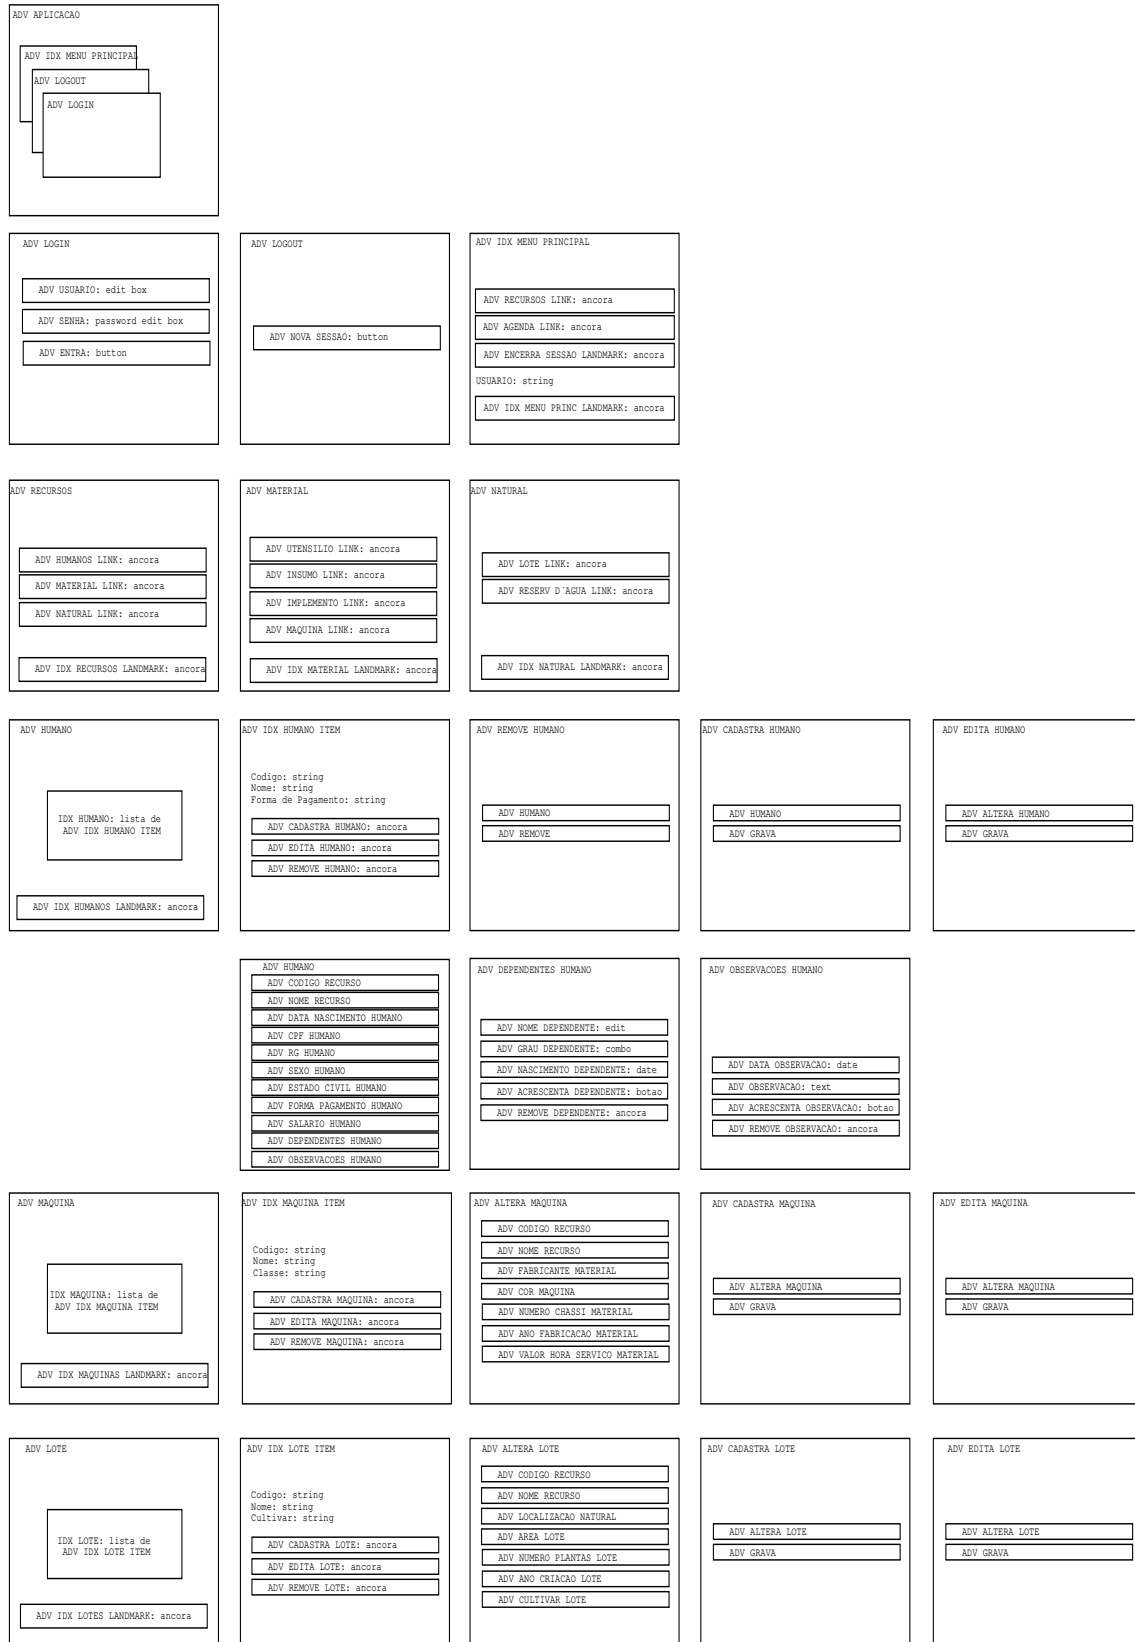 ADV APLICACAO
ADV IDX MENU PRINCIPAL
ADV LOGOUT
ADV LOGIN
ADV LOGIN
ADV USUARIO: edit box
ADV SENHA: password edit box
ADV ENTRA: button
ADV LOGOUT
ADV NOVA SESSAO: button
ADV IDX MENU PRINCIPAL
ADV RECURSOS LINK: ancora
ADV AGENDA LINK: ancora
ADV ENCERRA SESSAO LANDMARK: ancora
USUARIO: string
ADV IDX MENU PRINC LANDMARK: ancora
ADV RECURSOS
ADV HUMANOS LINK: ancora
ADV MATERIAL LINK: ancora
ADV NATURAL LINK: ancora
ADV IDX RECURSOS LANDMARK: ancora
ADV MATERIAL
ADV UTENSILIO LINK: ancora
ADV INSUMO LINK: ancora
ADV IMPLEMENTO LINK: ancora
ADV MAQUINA LINK: ancora
ADV IDX MATERIAL LANDMARK: ancora
ADV NATURAL
ADV LOTE LINK: ancora
ADV RESERV D´AGUA LINK: ancora
ADV IDX NATURAL LANDMARK: ancora
ADV HUMANO
IDX HUMANO: lista de
ADV IDX HUMANO ITEM
ADV IDX HUMANOS LANDMARK: ancora
ADV IDX HUMANO ITEM
Codigo: string
Nome: string
Forma de Pagamento: string
ADV CADASTRA HUMANO: ancora
ADV EDITA HUMANO: ancora
ADV REMOVE HUMANO: ancora
ADV REMOVE HUMANO
ADV HUMANO
ADV REMOVE
ADV CADASTRA HUMANO
ADV HUMANO
ADV GRAVA
ADV EDITA HUMANO
ADV ALTERA HUMANO
ADV GRAVA
ADV HUMANO
ADV CODIGO RECURSO
ADV NOME RECURSO
ADV DATA NASCIMENTO HUMANO
ADV CPF HUMANO
ADV RG HUMANO
ADV SEXO HUMANO
ADV ESTADO CIVIL HUMANO
ADV FORMA PAGAMENTO HUMANO
ADV SALARIO HUMANO
ADV DEPENDENTES HUMANO
ADV OBSERVACOES HUMANO
ADV DEPENDENTES HUMANO
ADV NOME DEPENDENTE: edit
ADV GRAU DEPENDENTE: combo
ADV NASCIMENTO DEPENDENTE: date
ADV ACRESCENTA DEPENDENTE: botao
ADV REMOVE DEPENDENTE: ancora
ADV OBSERVACOES HUMANO
ADV DATA OBSERVACAO: date
ADV OBSERVACAO: text
ADV ACRESCENTA OBSERVACAO: botao
ADV REMOVE OBSERVACAO: ancora
ADV MAQUINA
IDX MAQUINA: lista de
ADV IDX MAQUINA ITEM
ADV IDX MAQUINAS LANDMARK: ancora
ADV IDX MAQUINA ITEM
Codigo: string
Nome: string
Classe: string
ADV CADASTRA MAQUINA: ancora
ADV EDITA MAQUINA: ancora
ADV REMOVE MAQUINA: ancora
ADV ALTERA MAQUINA
ADV CODIGO RECURSO
ADV NOME RECURSO
ADV FABRICANTE MATERIAL
ADV COR MAQUINA
ADV NUMERO CHASSI MATERIAL
ADV ANO FABRICACAO MATERIAL
ADV VALOR HORA SERVICO MATERIAL
ADV CADASTRA MAQUINA
ADV ALTERA MAQUINA
ADV GRAVA
ADV EDITA MAQUINA
ADV ALTERA MAQUINA
ADV GRAVA
ADV LOTE
IDX LOTE: lista de
ADV IDX LOTE ITEM
ADV IDX LOTES LANDMARK: ancora
ADV IDX LOTE ITEM
Codigo: string
Nome: string
Cultivar: string
ADV CADASTRA LOTE: ancora
ADV EDITA LOTE: ancora
ADV REMOVE LOTE: ancora
ADV ALTERA LOTE
ADV CODIGO RECURSO
ADV NOME RECURSO
ADV LOCALIZACAO NATURAL
ADV AREA LOTE
ADV NUMERO PLANTAS LOTE
ADV ANO CRIACAO LOTE
ADV CULTIVAR LOTE
ADV CADASTRA LOTE
ADV ALTERA LOTE
ADV GRAVA
ADV EDITA LOTE
ADV ALTERA LOTE
ADV GRAVA